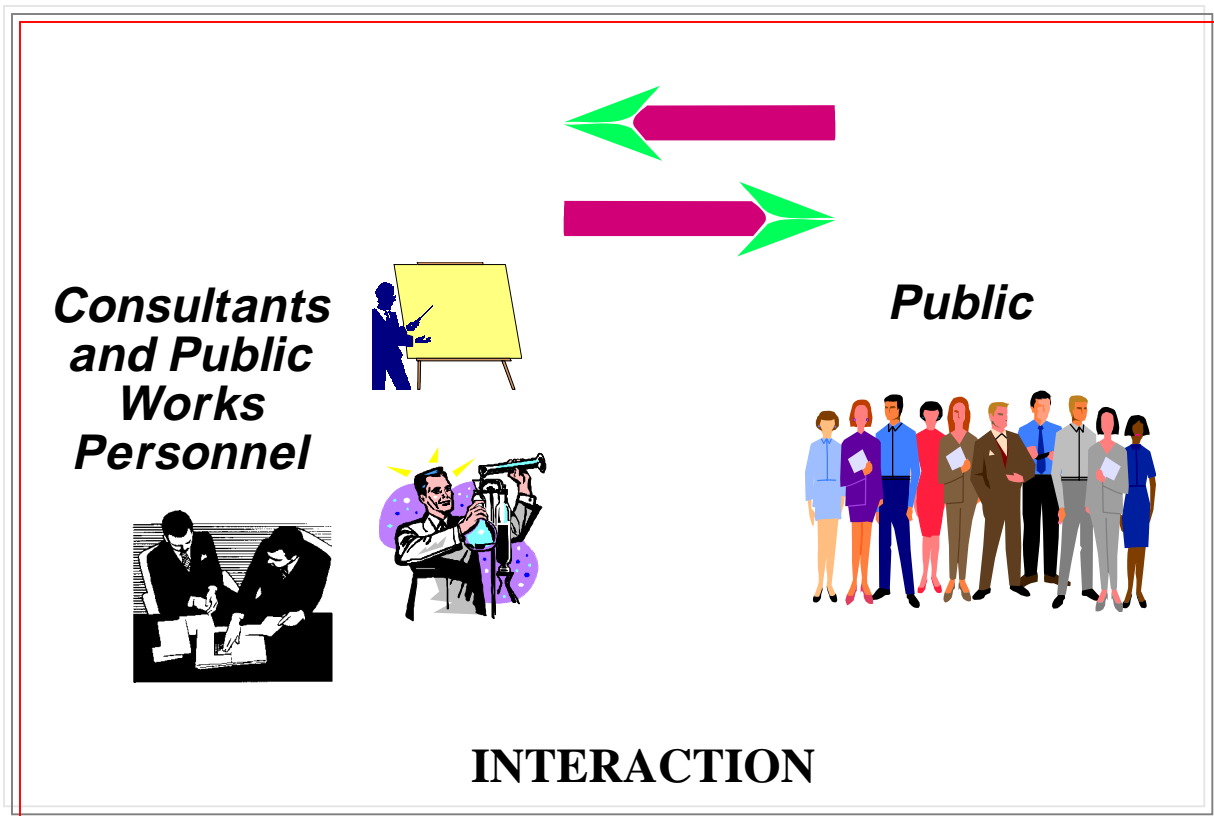 Consultants
and Public
Works
Personnel
Public
INTERACTION